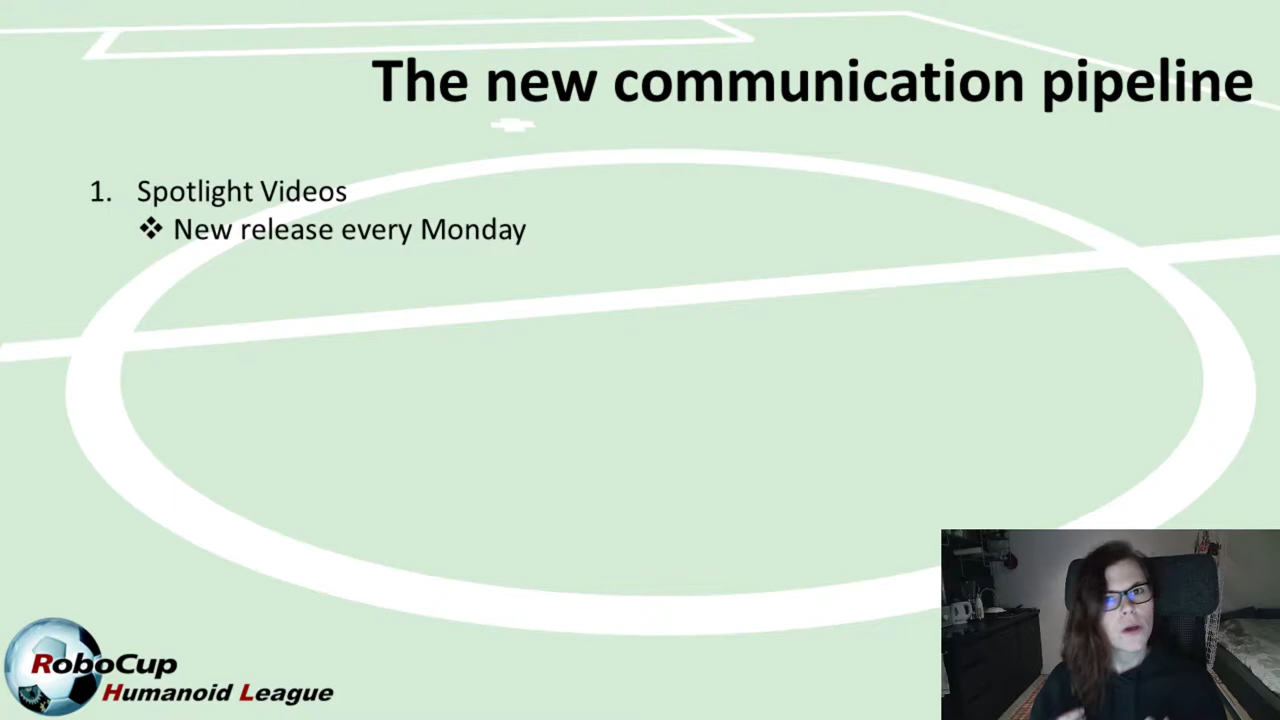 The new communication pipeline
1. Spotlight Videos
❖ New release every Monday
RoboCup
Humanoid League